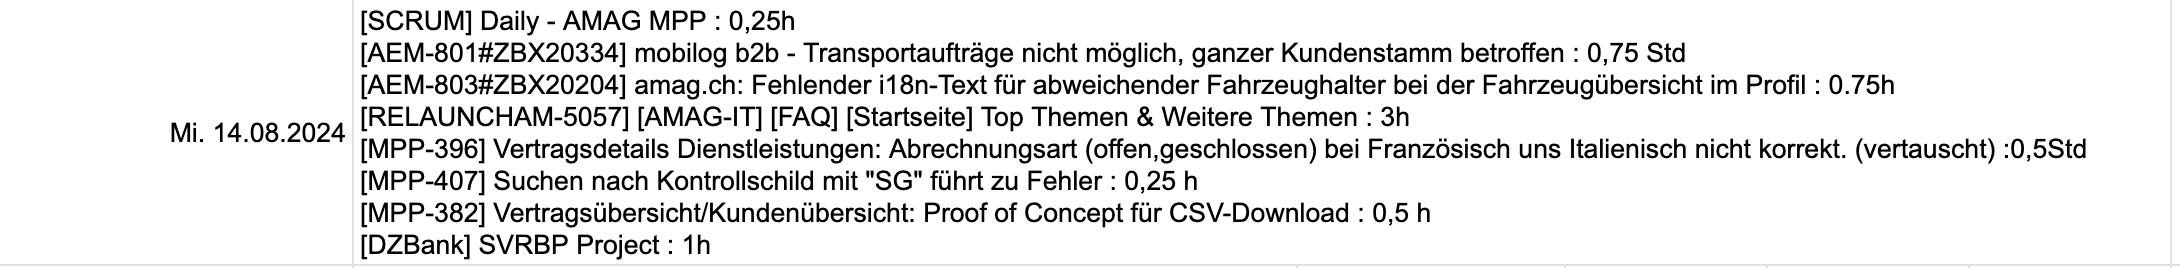 [SCRUM] Daily - AMAG MPP : 0,25h
[AEM-801#ZBX20334] mobilog b2b - Transportaufträge nicht möglich, ganzer Kundenstamm betroffen : 0,75 Std
[AEM-803#ZBX20204] amag.ch: Fehlender i18n-Text für abweichender Fahrzeughalter bei der Fahrzeugübersicht im Profil : 0.75h
[RELAUNCHAM-5057] [AMAG-IT] [FAQ] [Startseite] Top Themen & Weitere Themen : 3h
Mi. 14.08.2024
[MPP-396] Vertragsdetails Dienstleistungen: Abrechnungsart (offen,geschlossen) bei Französisch uns Italienisch nicht korrekt. (vertauscht) :0,5Std
[MPP-407] Suchen nach Kontrollschild mit "SG" führt zu Fehler : 0,25 h
[MPP-382] Vertragsübersicht/Kundenübersicht: Proof of Concept für CSV-Download : 0,5 h
[DZBank] SVRBP Project : 1h